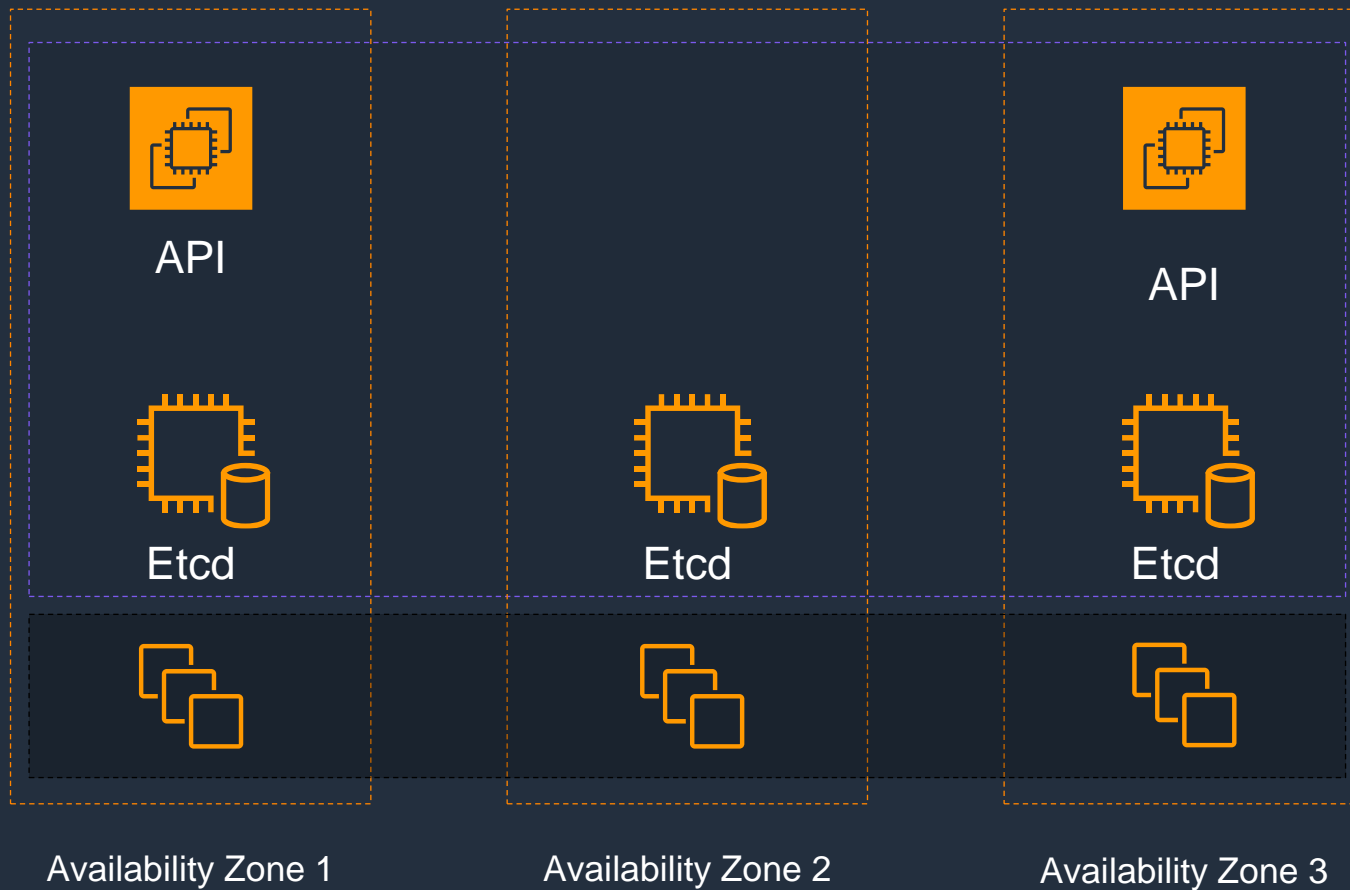 API
API
Etcd
Etcd
Etcd
Availability Zone 1
Availability Zone 2
Availability Zone 3